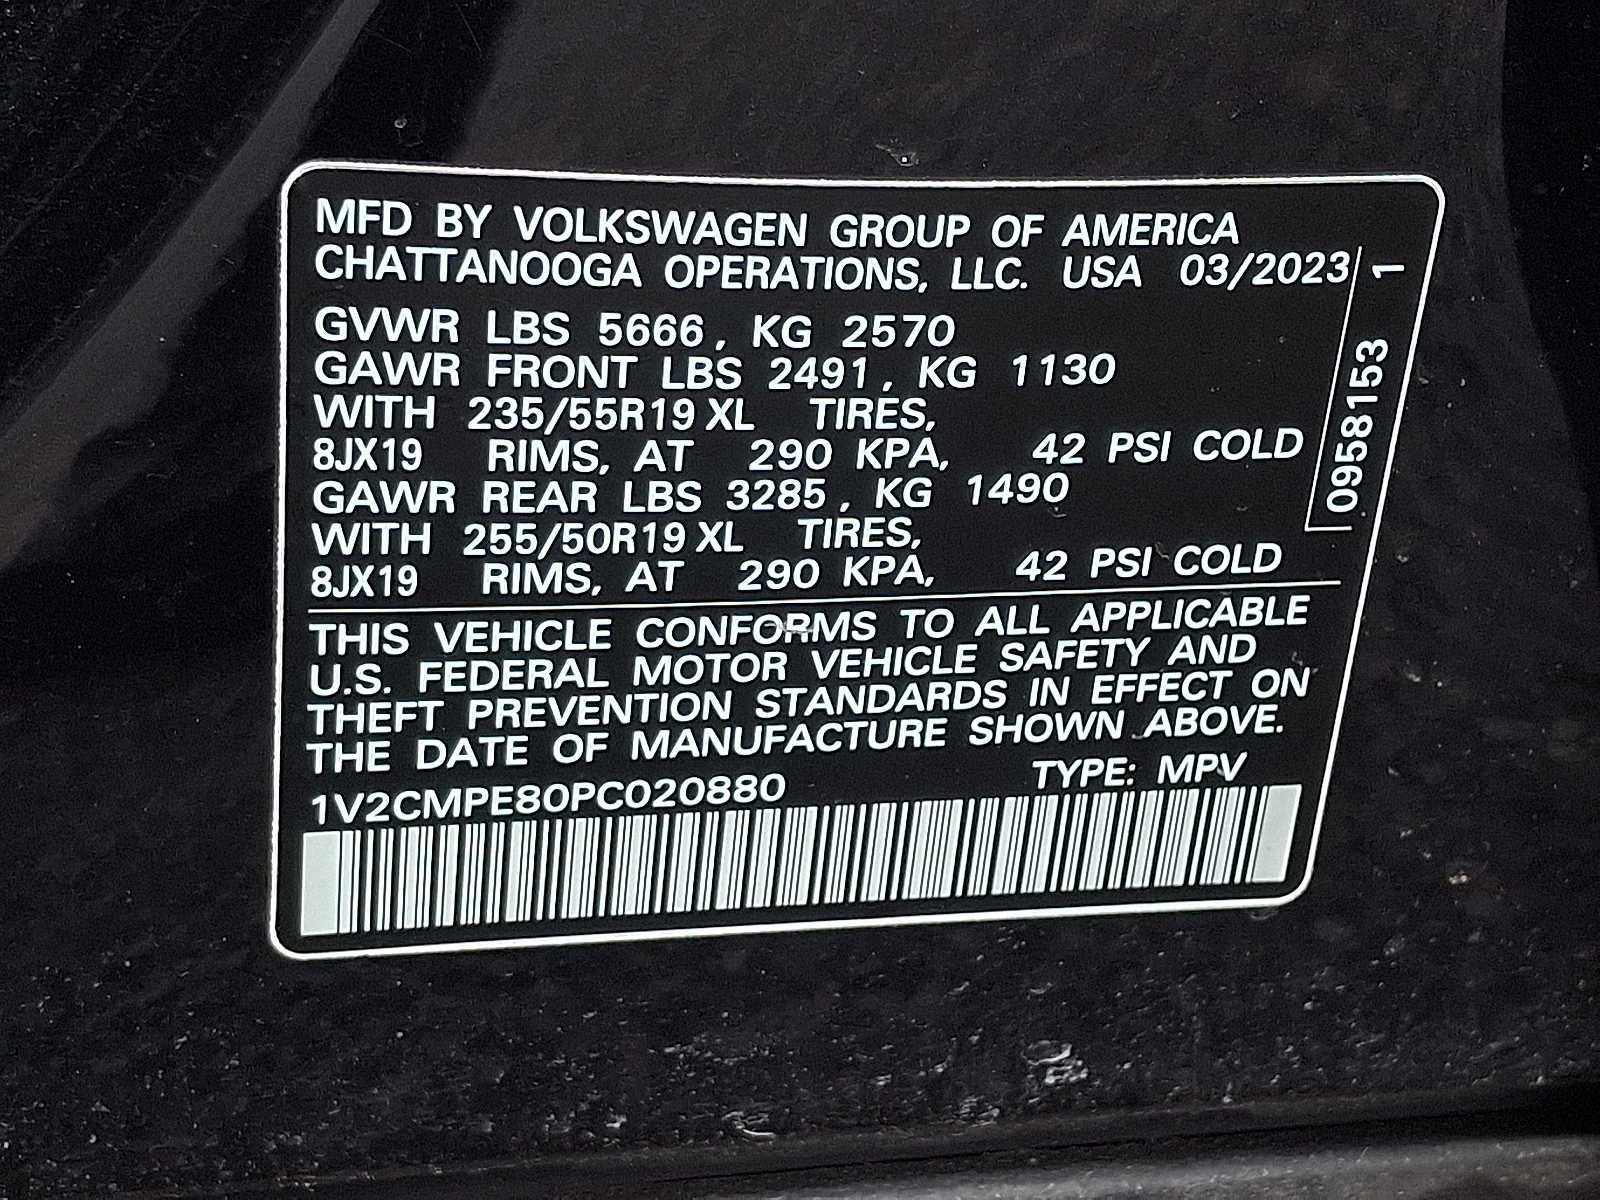 MFD BY VOLKSWAGEN GROUP OF AMERICA
CHATTANOOGA OPERATIONS, LLC. USA 03/2023
GVWR LBS 5666, KG 2570
GAWR FRONT LBS 2491, KG 1130
WITH 235/55R19 XL TIRES,
8JX19 RIMS, AT 290 KPA, 42 PSI COLD
GAWR REAR LBS 3285, KG 1490
WITH 255/50R19 XL TIRES,
8JX19 RIMS, AT 290 KPA, 42 PSI COLD
THIS VEHICLE CONFORMS TO ALL APPLICABLE
U.S. FEDERAL MOTOR VEHICLE SAFETY AND
THEFT PREVENTION STANDARDS IN EFFECT ON
THE DATE OF MANUFACTURE SHOWN ABOVE.
1V2CMPE80PC020880 TYPE: MPV
0958153 1